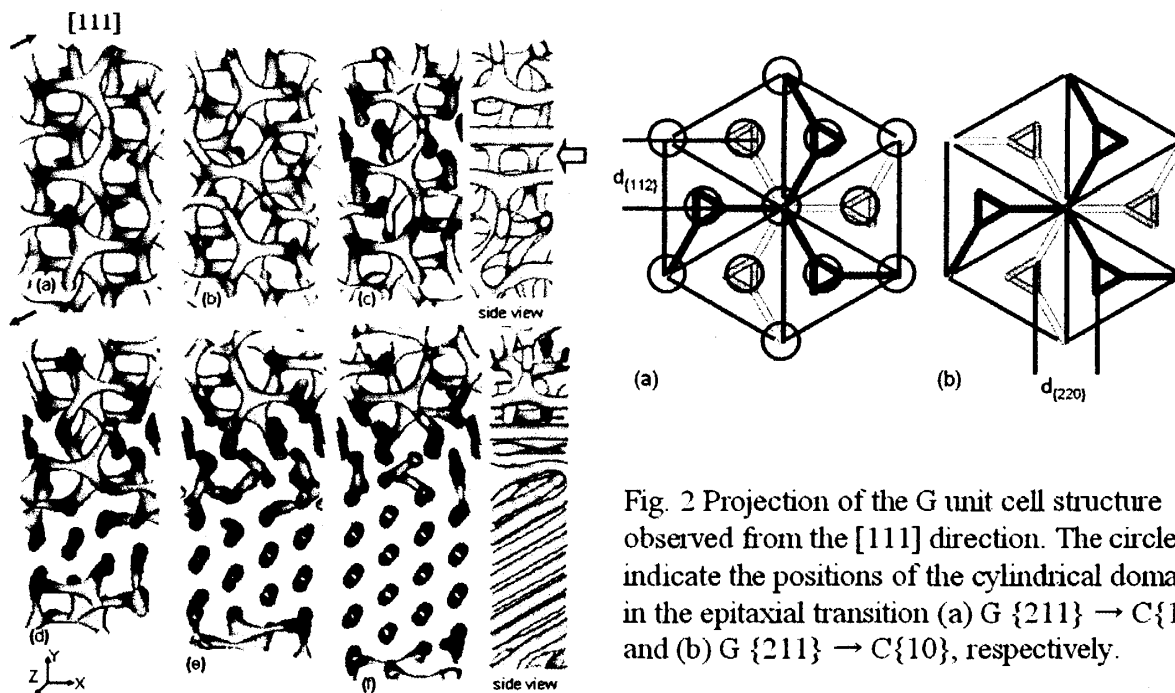 [111]
(a)
(b)
(c)
side view
(d)
(e)
(f)
side view
Z Y X
d{112}
(a)
(b)
d{220}
Fig. 2 Projection of the G unit cell structure
observed from the [111] direction. The circle
indicate the positions of the cylindrical doma
in the epitaxial transition (a) G {211} → C{1
and (b) G {211} → C{10}, respectively.